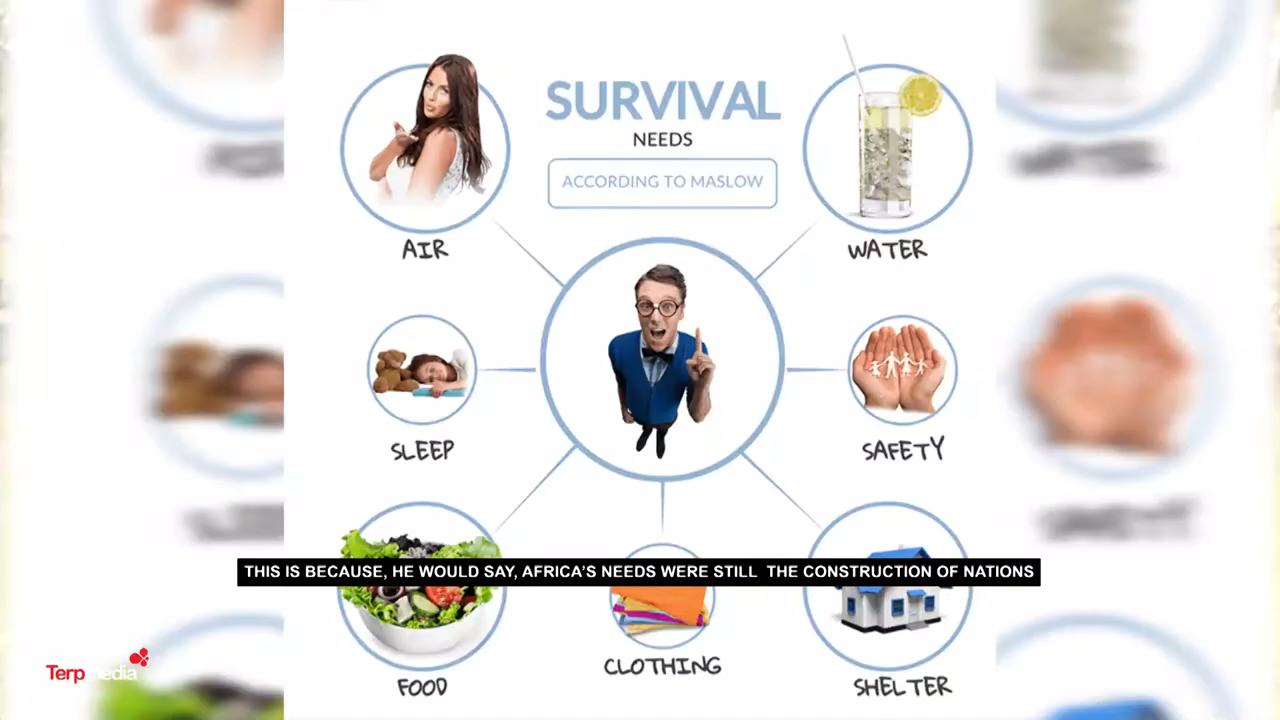 SURVIVAL
NEEDS
ACCORDING TO MASLOW
AIR
WATER
SLEEP
SAFETY
THIS IS BECAUSE, HE WOULD SAY, AFRICA'S NEEDS WERE STILL THE CONSTRUCTION OF NATIONS
Terpmedia
CLOTHING
FOOD
SHELTER